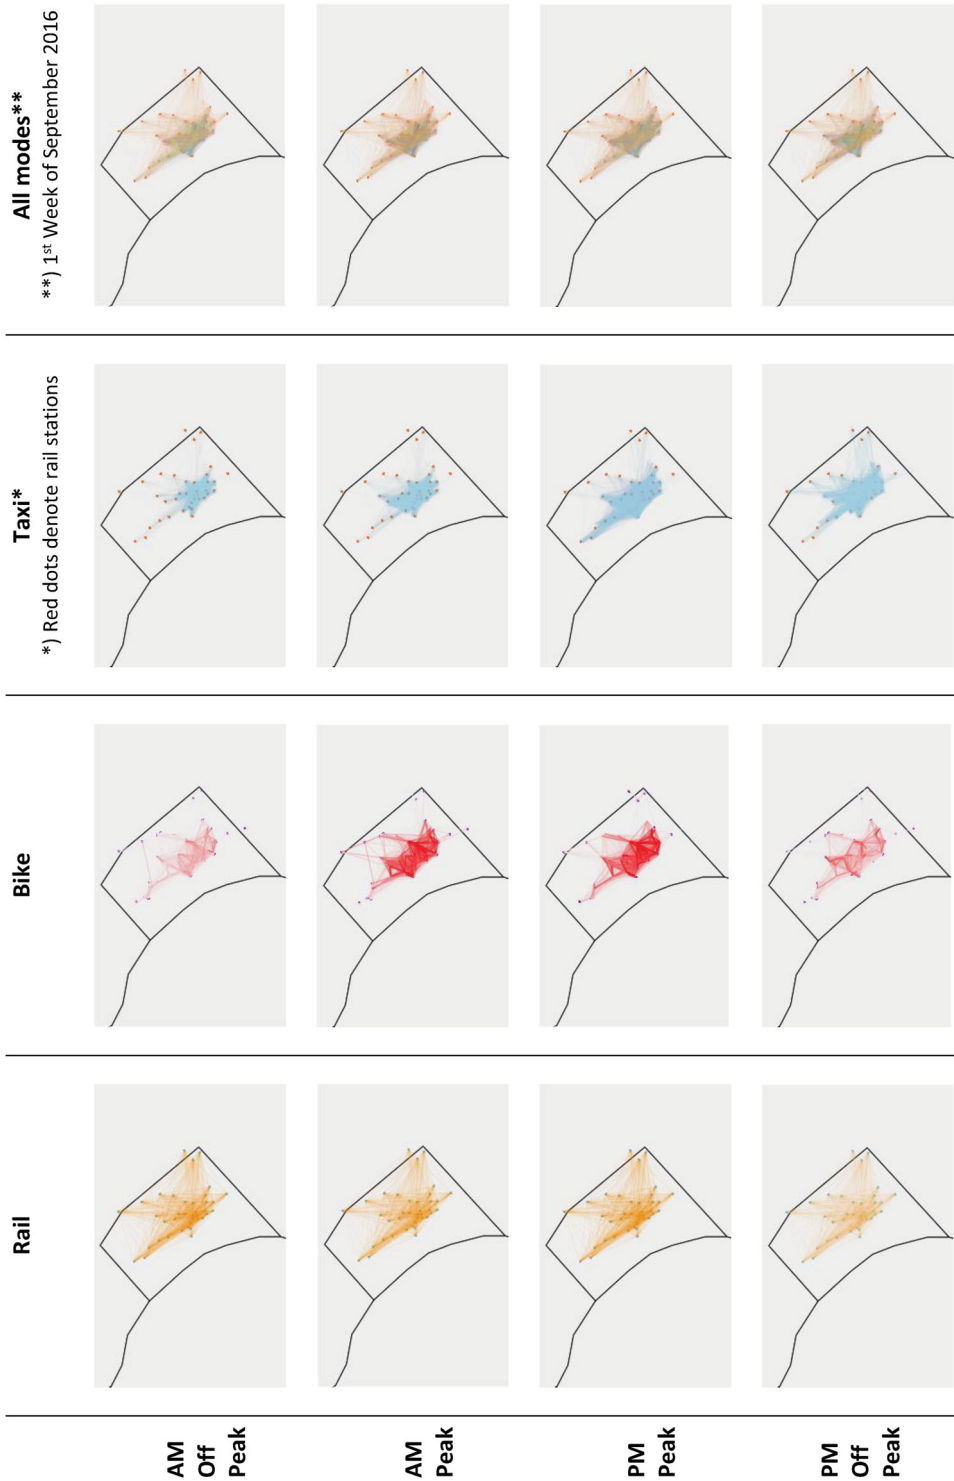 Rail
Bike
Taxi*
*) Red dots denote rail stations
All modes**
**) 1st Week of September 2016
AM
Off
Peak
AM
Peak
PM
Peak
PM
Off
Peak